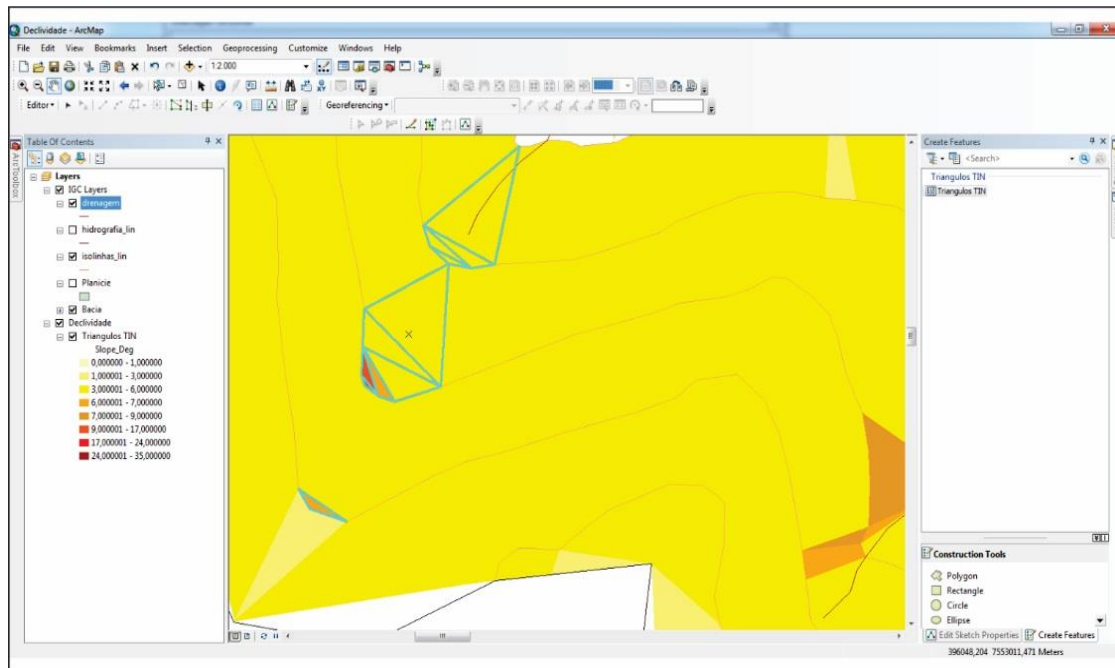 Declividade - ArcMap
File Edit View Bookmarks Insert Selection Geoprocessing Customize Windows Help
1:2.000
Editor
Georeferencing
ArcToolbox
Table Of Contents
Layers
IGC Layers
drenagem
hidrografia_lin
isolinhas_lin
Planicie
Bacia
Declividade
Triangulos TIN
Slope_Deg
0,000000 - 1,000000
1,000001 - 3,000000
3,000001 - 6,000000
6,000001 - 7,000000
7,000001 - 9,000000
9,000001 - 17,000000
17,000001 - 24,000000
24,000001 - 35,000000
Create Features
<Search>
Triangulos TIN
Triangulos TIN
Construction Tools
Polygon
Rectangle
Circle
Ellipse
Edit Sketch Properties Create Features
396048,204 7553011,471 Meters